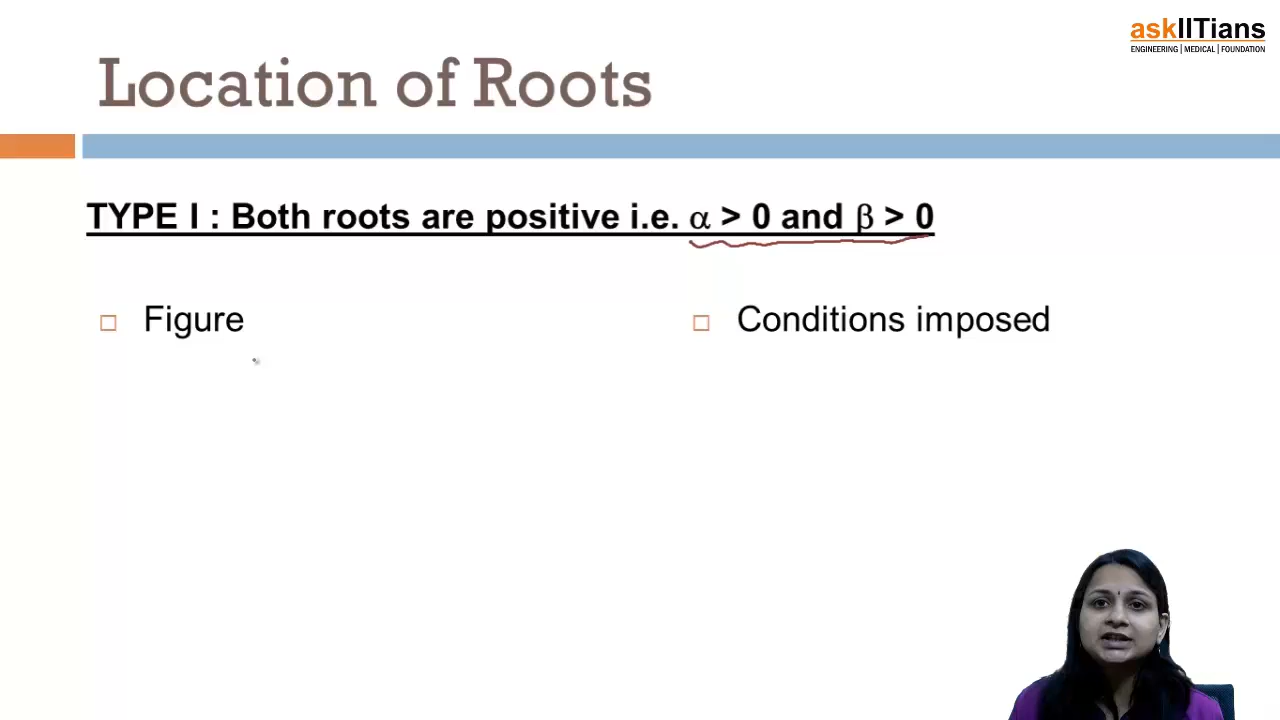 askIITians
ENGINEERING | MEDICAL | FOUNDATION
Location of Roots
TYPE I : Both roots are positive i.e. α > 0 and β > 0
Figure
Conditions imposed